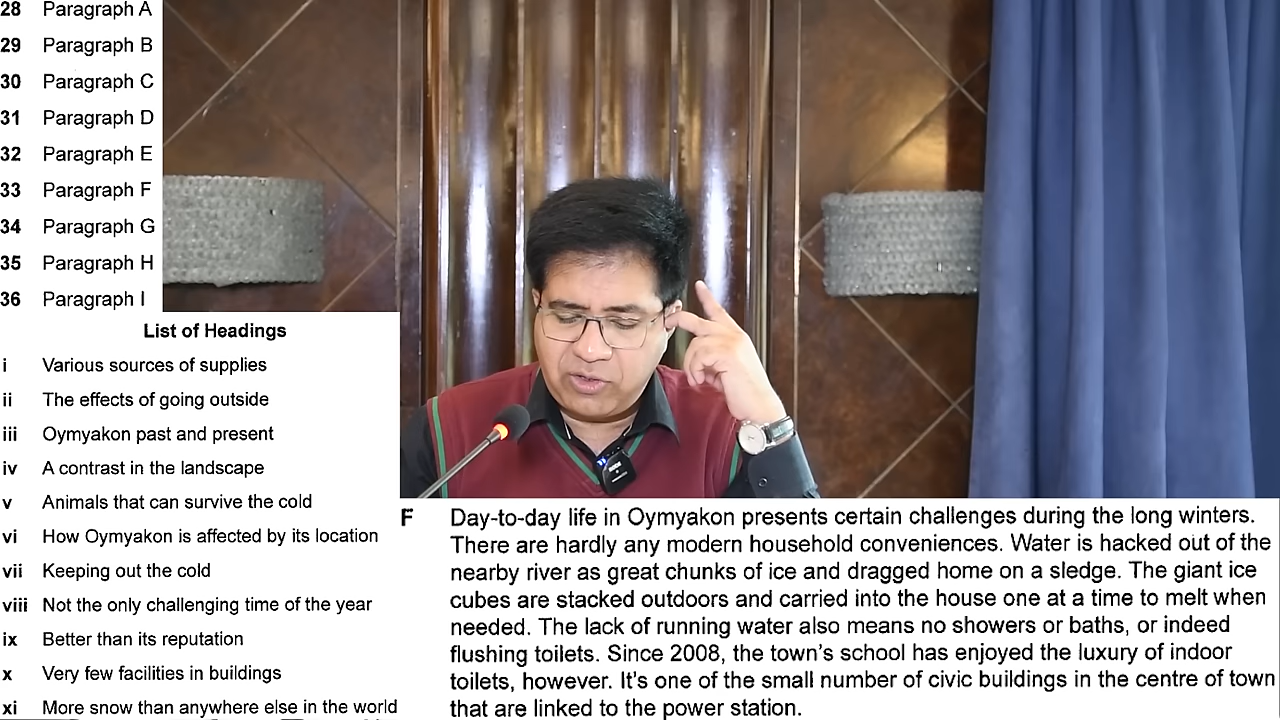 28 Paragraph A
29 Paragraph B
30 Paragraph C
31 Paragraph D
32 Paragraph E
33 Paragraph F
34 Paragraph G
35 Paragraph H
36 Paragraph I
List of Headings
i Various sources of supplies
ii The effects of going outside
iii Oymyakon past and present
iv A contrast in the landscape
v Animals that can survive the cold
vi How Oymyakon is affected by its location
vii Keeping out the cold
viii Not the only challenging time of the year
ix Better than its reputation
x Very few facilities in buildings
xi More snow than anywhere else in the world
F Day-to-day life in Oymyakon presents certain challenges during the long winters.
There are hardly any modern household conveniences. Water is hacked out of the
nearby river as great chunks of ice and dragged home on a sledge. The giant ice
cubes are stacked outdoors and carried into the house one at a time to melt when
needed. The lack of running water also means no showers or baths, or indeed
flushing toilets. Since 2008, the town's school has enjoyed the luxury of indoor
toilets, however. It's one of the small number of civic buildings in the centre of town
that are linked to the power station.